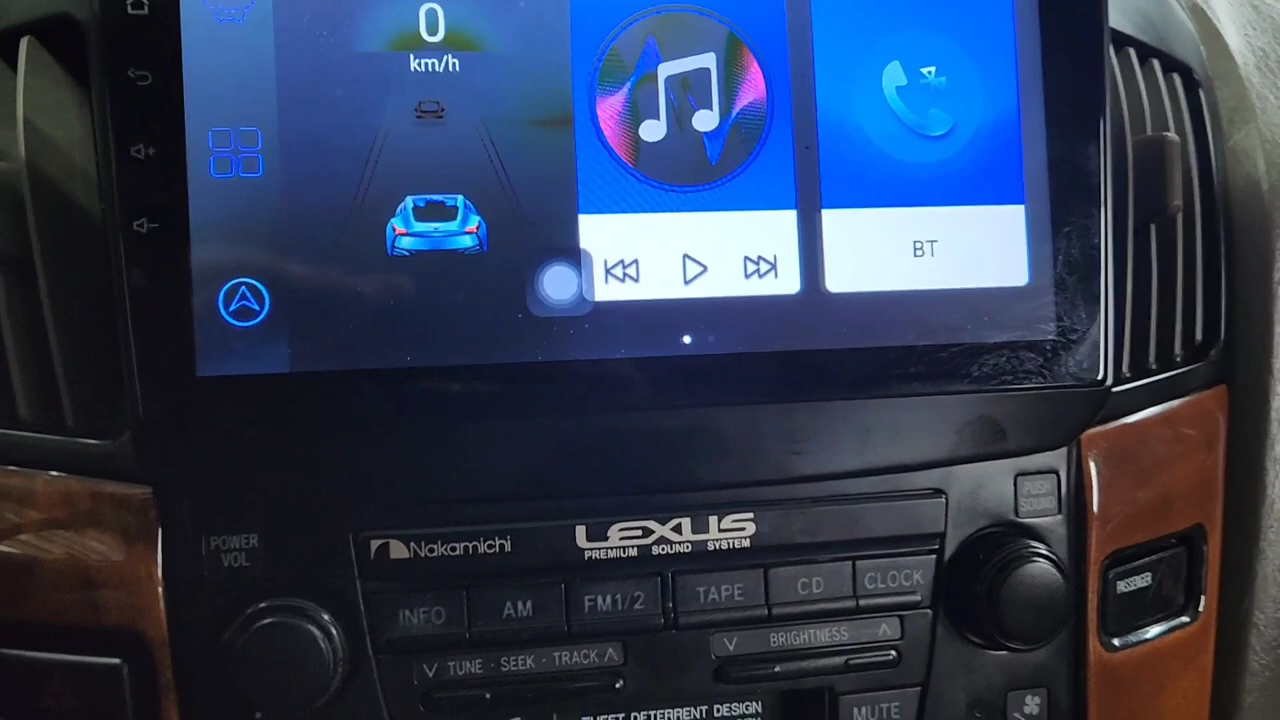 0
km/h
BT
POWER
VOL
Nakamichi
LEXUS
PREMIUM SOUND SYSTEM
PUSH
SOUND
INFO
AM
FM1/2
TAPE
CD
CLOCK
PASSENGER
TUNE · SEEK · TRACK
BRIGHTNESS
THEFT DETERRENT DESIGN
MUTE